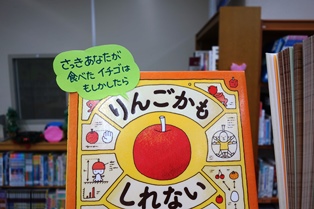 さっきあなたが
食べた イチゴは
もしかしたら
りんごかも
しれない